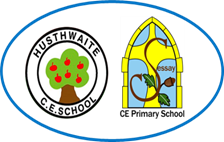 HUSTHWAITE
C.E.SCHOOL
Sessay
CE Primary School